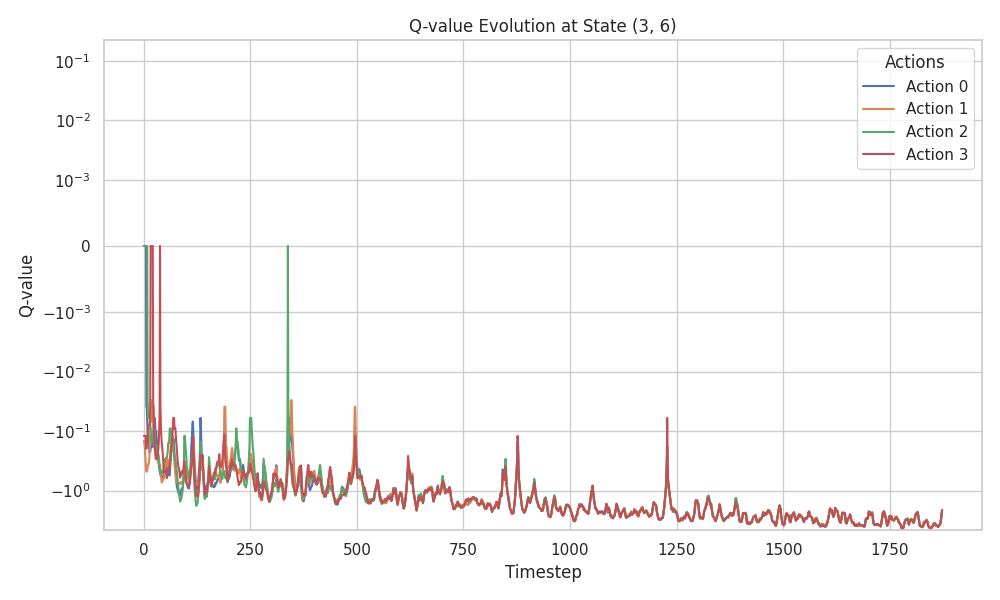 Q-value Evolution at State (3, 6)
Q-value
10⁻¹
10⁻²
10⁻³
0
−10⁻³
−10⁻²
−10⁻¹
−10⁰
Actions
Action 0
Action 1
Action 2
Action 3
0 250 500 750 1000 1250 1500 1750
Timestep